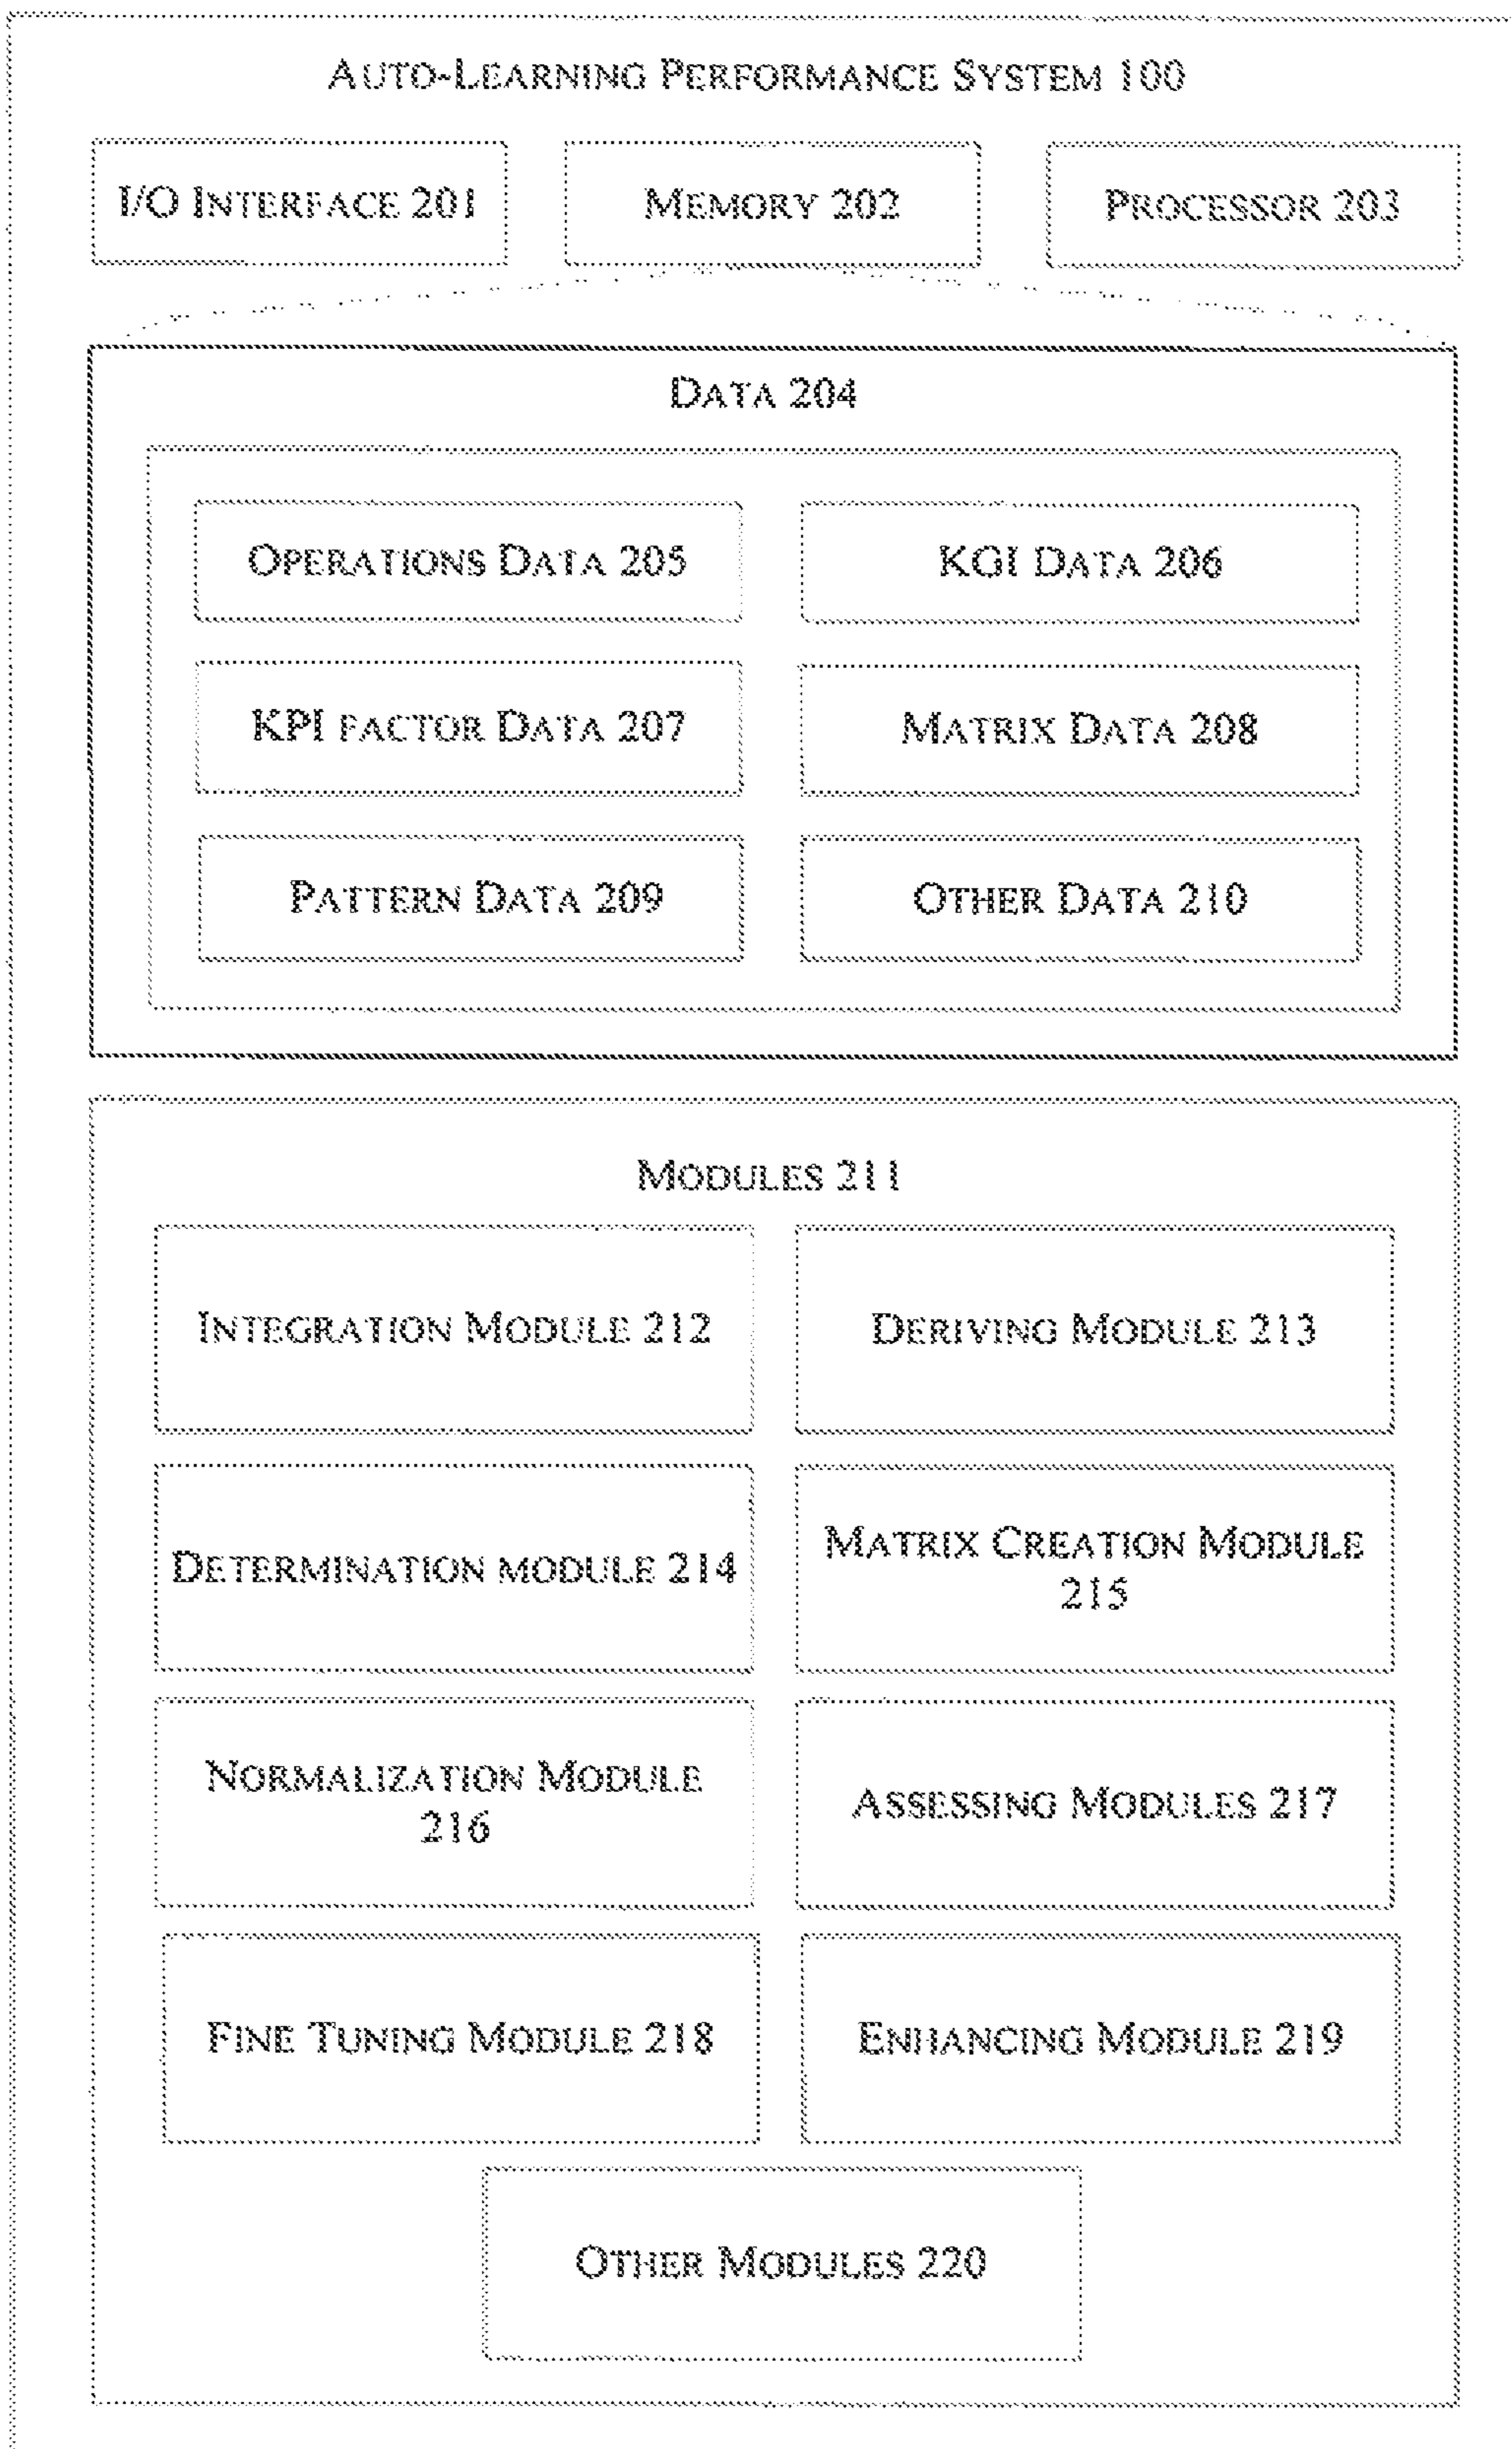 AUTO-LEARNING PERFORMANCE SYSTEM 100
I/O INTERFACE 201
MEMORY 202
PROCESSOR 203
DATA 204
OPERATIONS DATA 205
KGI DATA 206
KPI FACTOR DATA 207
MATRIX DATA 208
PATTERN DATA 209
OTHER DATA 210
MODULES 211
INTEGRATION MODULE 212
DERIVING MODULE 213
DETERMINATION MODULE 214
MATRIX CREATION MODULE
215
NORMALIZATION MODULE
216
ASSESSING MODULES 217
FINE TUNING MODULE 218
ENHANCING MODULE 219
OTHER MODULES 220